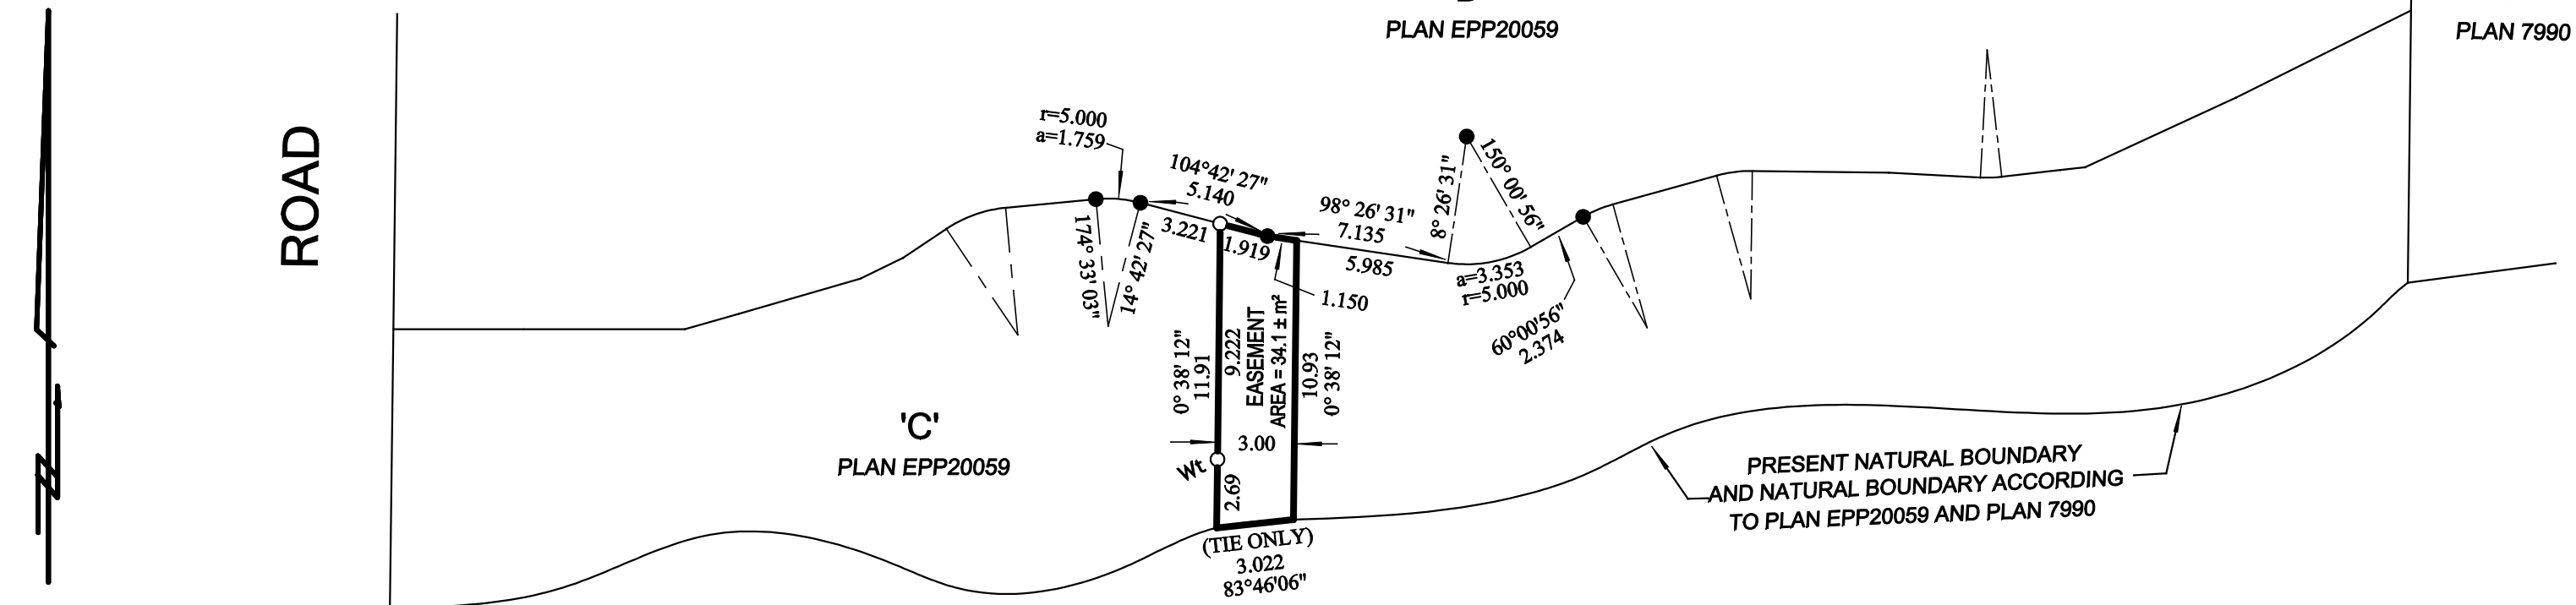 PLAN EPP20059
PLAN 7990
ROAD
r=5.000
a=1.759
104°42' 27"
5.140
3.221
1.919
174° 33' 03"
14° 42' 27"
98° 26' 31"
7.135
5.985
1.150
8° 26' 31"
150° 00' 56"
a=3.353
r=5.000
60°00'56"
2.374
0° 38' 12"
11.91
9.222
EASEMENT
AREA = 34.1 ± m²
10.93
0° 38' 12"
3.00
Wt
2.69
'C'
PLAN EPP20059
(TIE ONLY)
3.022
83°46'06"
PRESENT NATURAL BOUNDARY
AND NATURAL BOUNDARY ACCORDING
TO PLAN EPP20059 AND PLAN 7990